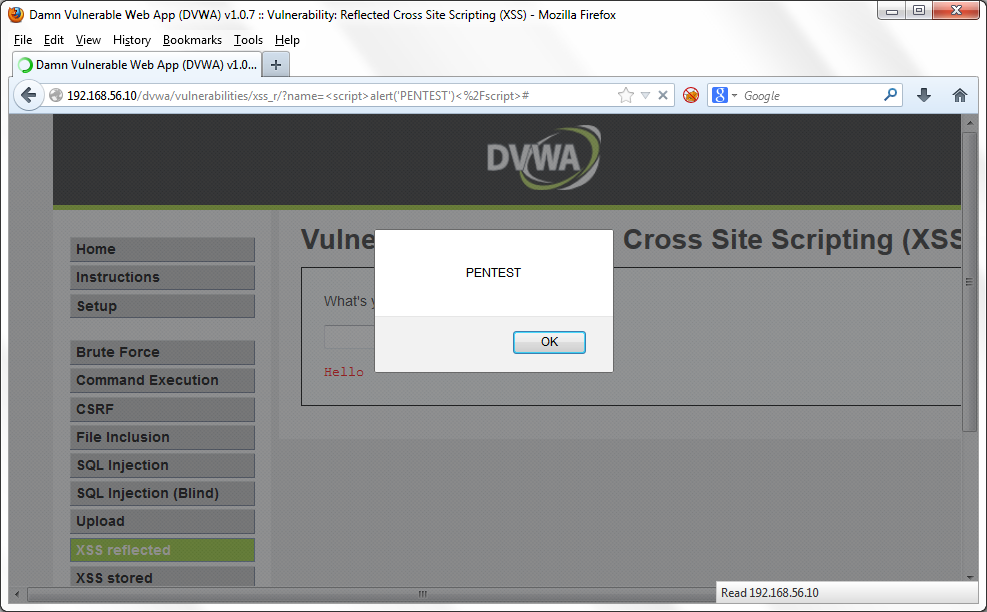 Damn Vulnerable Web App (DVWA) v1.0.7 :: Vulnerability: Reflected Cross Site Scripting (XSS) - Mozilla Firefox
File Edit View History Bookmarks Tools Help
Damn Vulnerable Web App (DVWA) v1.0...
192.168.56.10/dvwa/vulnerabilities/xss_r/?name=<script>alert('PENTEST')<%2Fscript>#
Google
DVWA
Home
Instructions
Setup
Brute Force
Command Execution
CSRF
File Inclusion
SQL Injection
SQL Injection (Blind)
Upload
XSS reflected
XSS stored
Cross Site Scripting (XSS
What's
Hello
PENTEST
OK
Read 192.168.56.10